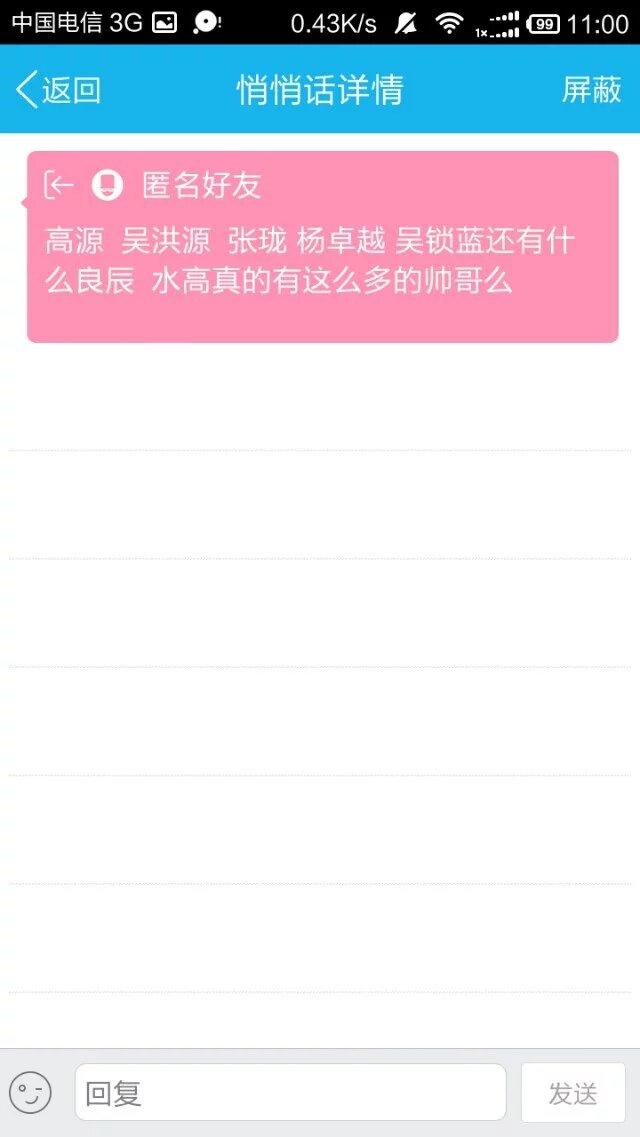 中国电信 3G 0.43K/s 1x 99 11:00
返回 悄悄话详情 屏蔽
匿名好友
高源 吴洪源 张珑 杨卓越 吴锁蓝还有什
么良辰 水高真的有这么多的帅哥么
回复 发送